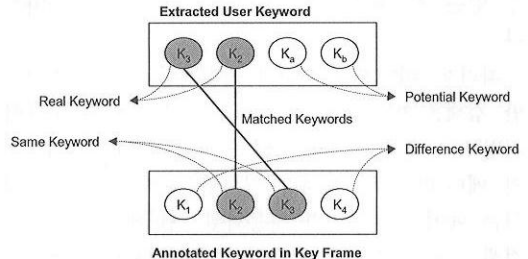 Extracted User Keyword
K3 K2 Ka Kb
Real Keyword
Potential Keyword
Matched Keywords
Same Keyword
Difference Keyword
K1 K2 K3 K4
Annotated Keyword in Key Frame